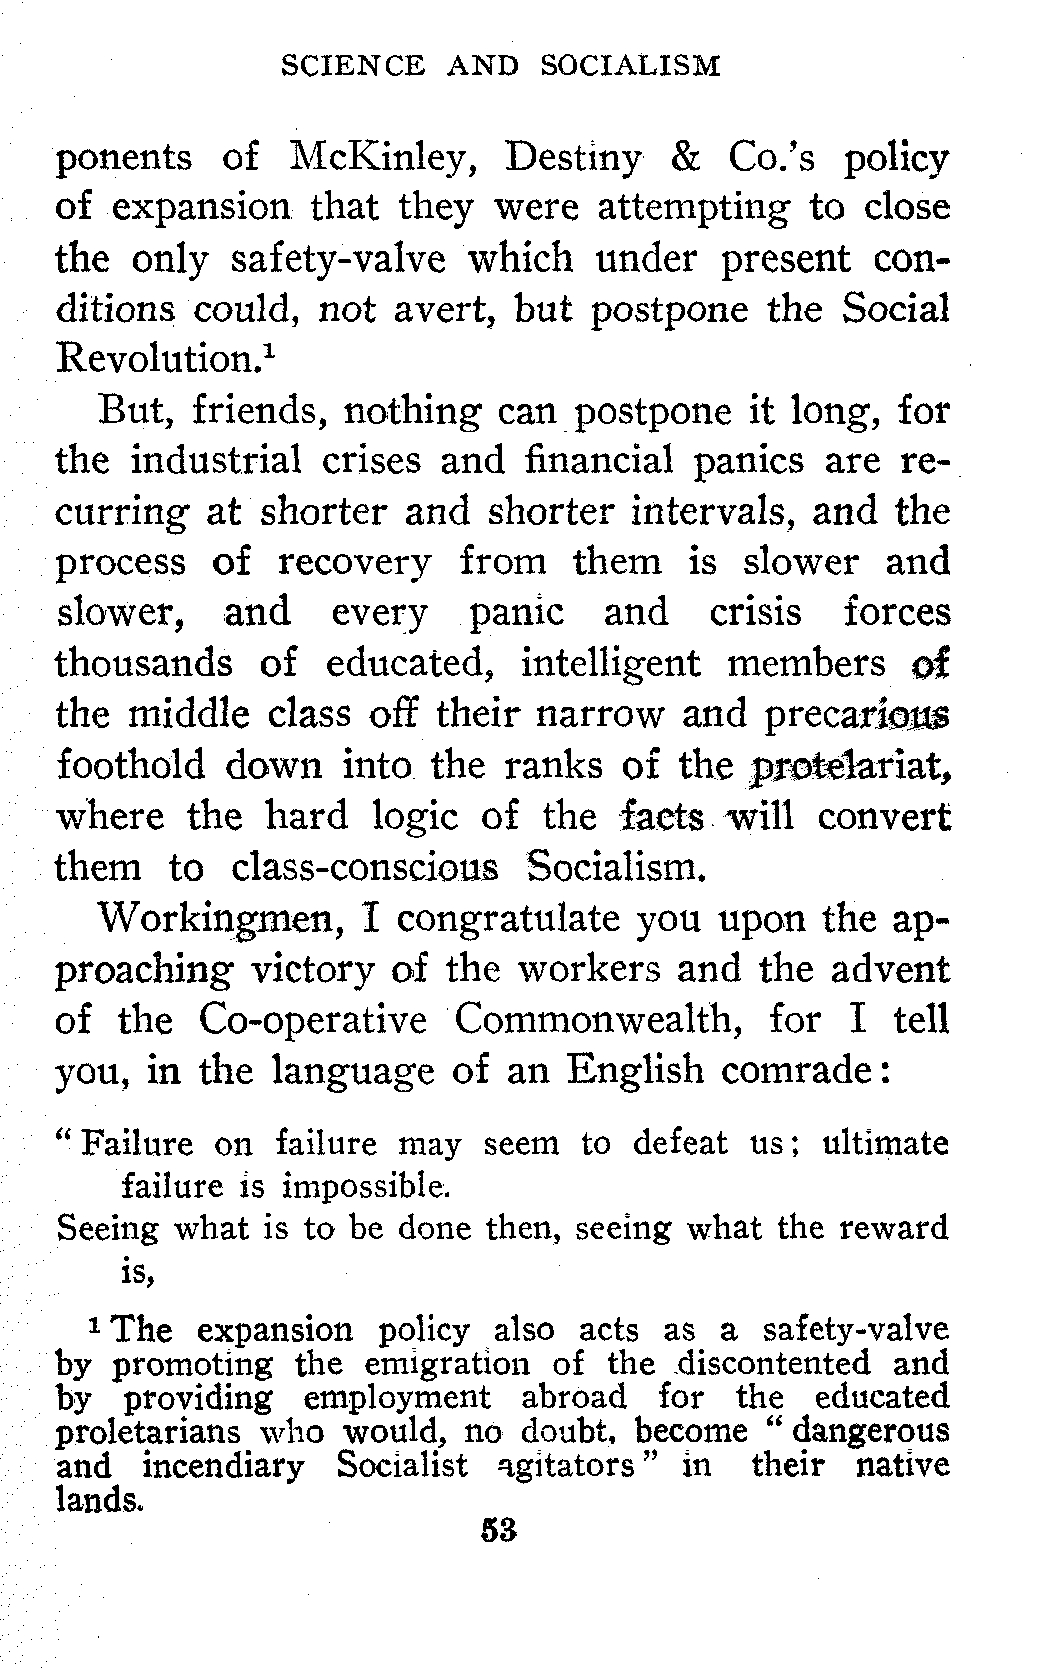 SCIENCE AND SOCIALISM
ponents of McKinley, Destiny & Co.'s policy
of expansion that they were attempting to close
the only safety-valve which under present con-
ditions could, not avert, but postpone the Social
Revolution.¹
But, friends, nothing can postpone it long, for
the industrial crises and financial panics are re-
curring at shorter and shorter intervals, and the
process of recovery from them is slower and
slower, and every panic and crisis forces
thousands of educated, intelligent members of
the middle class off their narrow and precarious
foothold down into the ranks of the protelariat,
where the hard logic of the facts will convert
them to class-conscious Socialism.
Workingmen, I congratulate you upon the ap-
proaching victory of the workers and the advent
of the Co-operative Commonwealth, for I tell
you, in the language of an English comrade:
“Failure on failure may seem to defeat us; ultimate
failure is impossible.
Seeing what is to be done then, seeing what the reward
is,
¹ The expansion policy also acts as a safety-valve
by promoting the emigration of the discontented and
by providing employment abroad for the educated
proletarians who would, no doubt, become “dangerous
and incendiary Socialist agitators” in their native
lands.
53